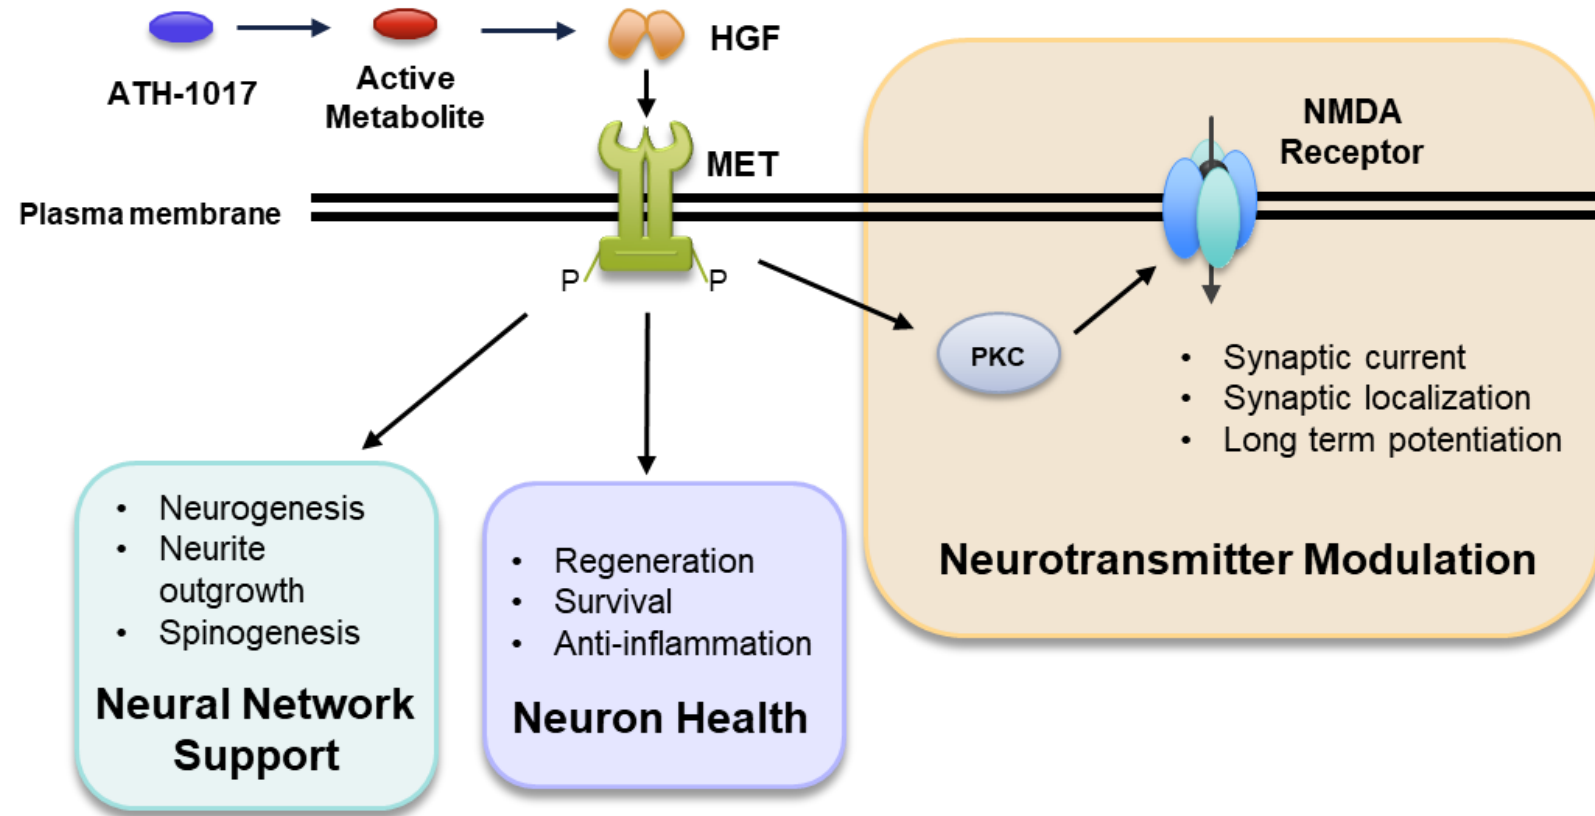 ATH-1017
Active
Metabolite
HGF
MET
Plasma membrane
P
P
NMDA
Receptor
PKC
• Synaptic current
• Synaptic localization
• Long term potentiation
Neurotransmitter Modulation
• Neurogenesis
• Neurite
outgrowth
• Spinogenesis
Neural Network
Support
• Regeneration
• Survival
• Anti-inflammation
Neuron Health